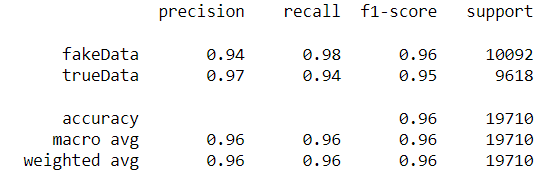 precision recall f1-score support
fakeData 0.94 0.98 0.96 10092
trueData 0.97 0.94 0.95 9618
accuracy 0.96 19710
macro avg 0.96 0.96 0.96 19710
weighted avg 0.96 0.96 0.96 19710